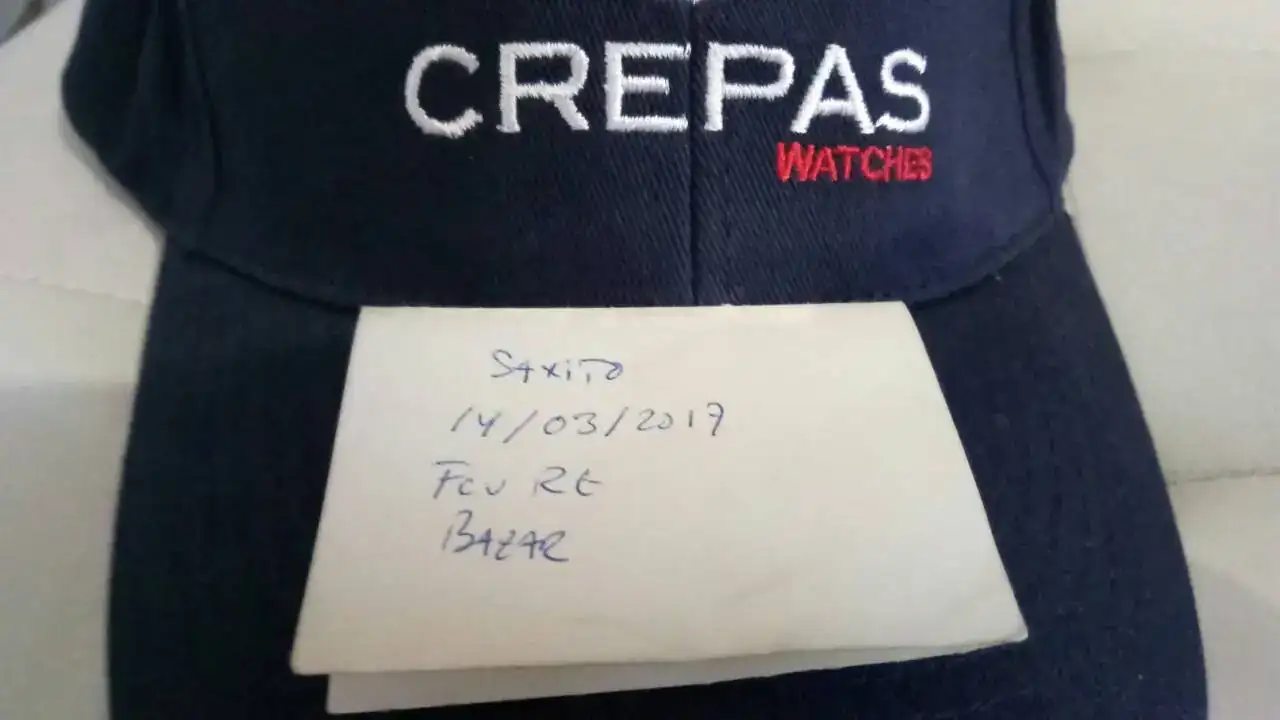 CREPAS
WATCHES
SAXiTO
14/03/2017
FCV RE
BAZAR